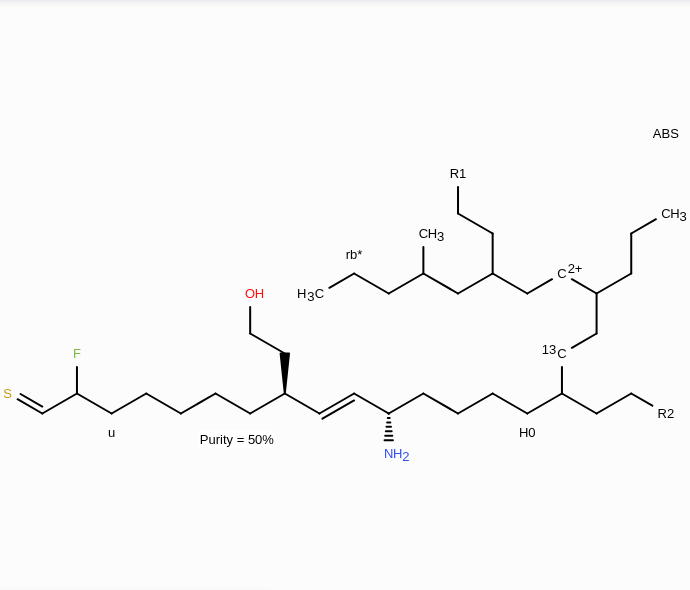 ABS
R1
CH3
CH3
rb*
C2+
H3C
OH
13C
F
S
R2
u
H0
Purity = 50%
NH2